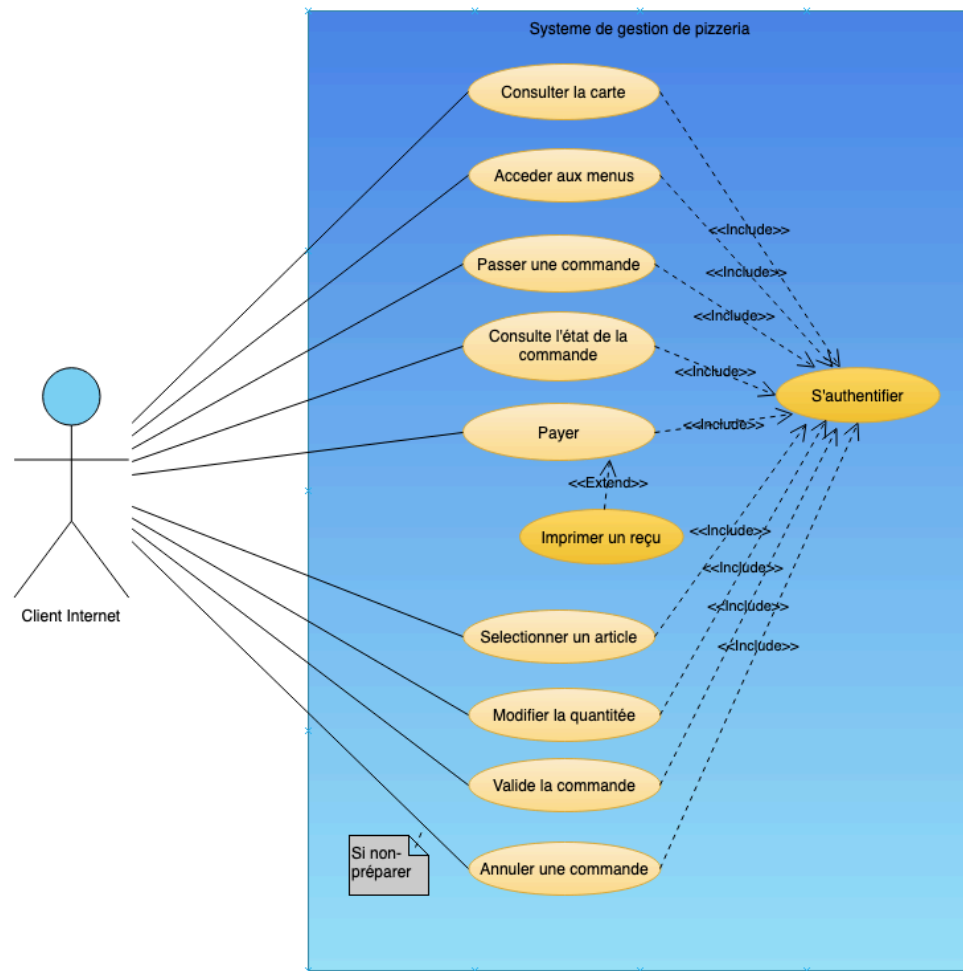 Systeme de gestion de pizzeria
Consulter la carte
Acceder aux menus
<<Include>>
Passer une commande
<<Include>>
<<Include>>
Consulte l'état de la
commande
<<Include>>
S'authentifier
Payer
<<Include>>
<<Extend>>
Imprimer un reçu
<<Include>>
<<Include>>
Client Internet
<<Include>>
Selectionner un article
<<Include>>
Modifier la quantitée
Valide la commande
Si non-
préparer
Annuler une commande